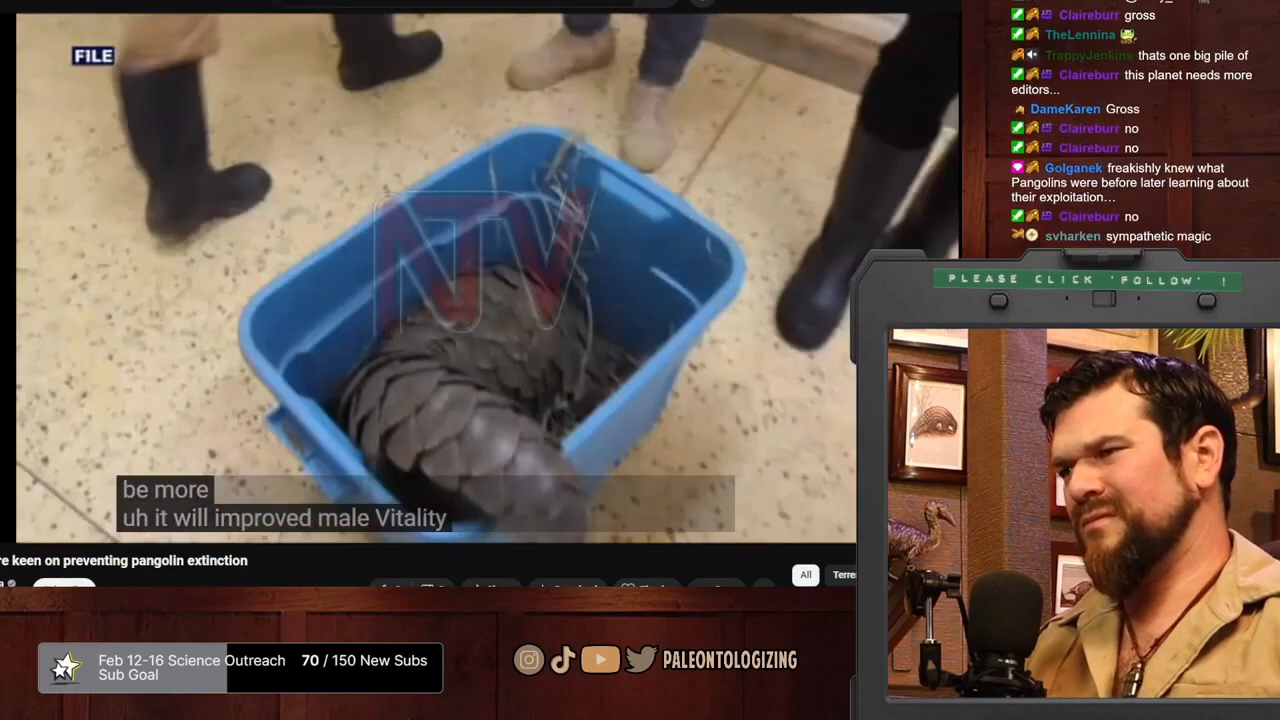 FILE
NTV
be more
uh it will improved male Vitality
re keen on preventing pangolin extinction
All
Terre
Feb 12-16 Science Outreach
Sub Goal
70 / 150 New Subs
PALEONTOLOGIZING
Claireburr gross
TheLennina
TrappyJenkins thats one big pile of
Claireburr this planet needs more
editors...
DameKaren Gross
Claireburr no
Claireburr no
Golganek freakishly knew what
Pangolins were before later learning about
their exploitation…
Claireburr no
svharken sympathetic magic
PLEASE CLICK "FOLLOW" !